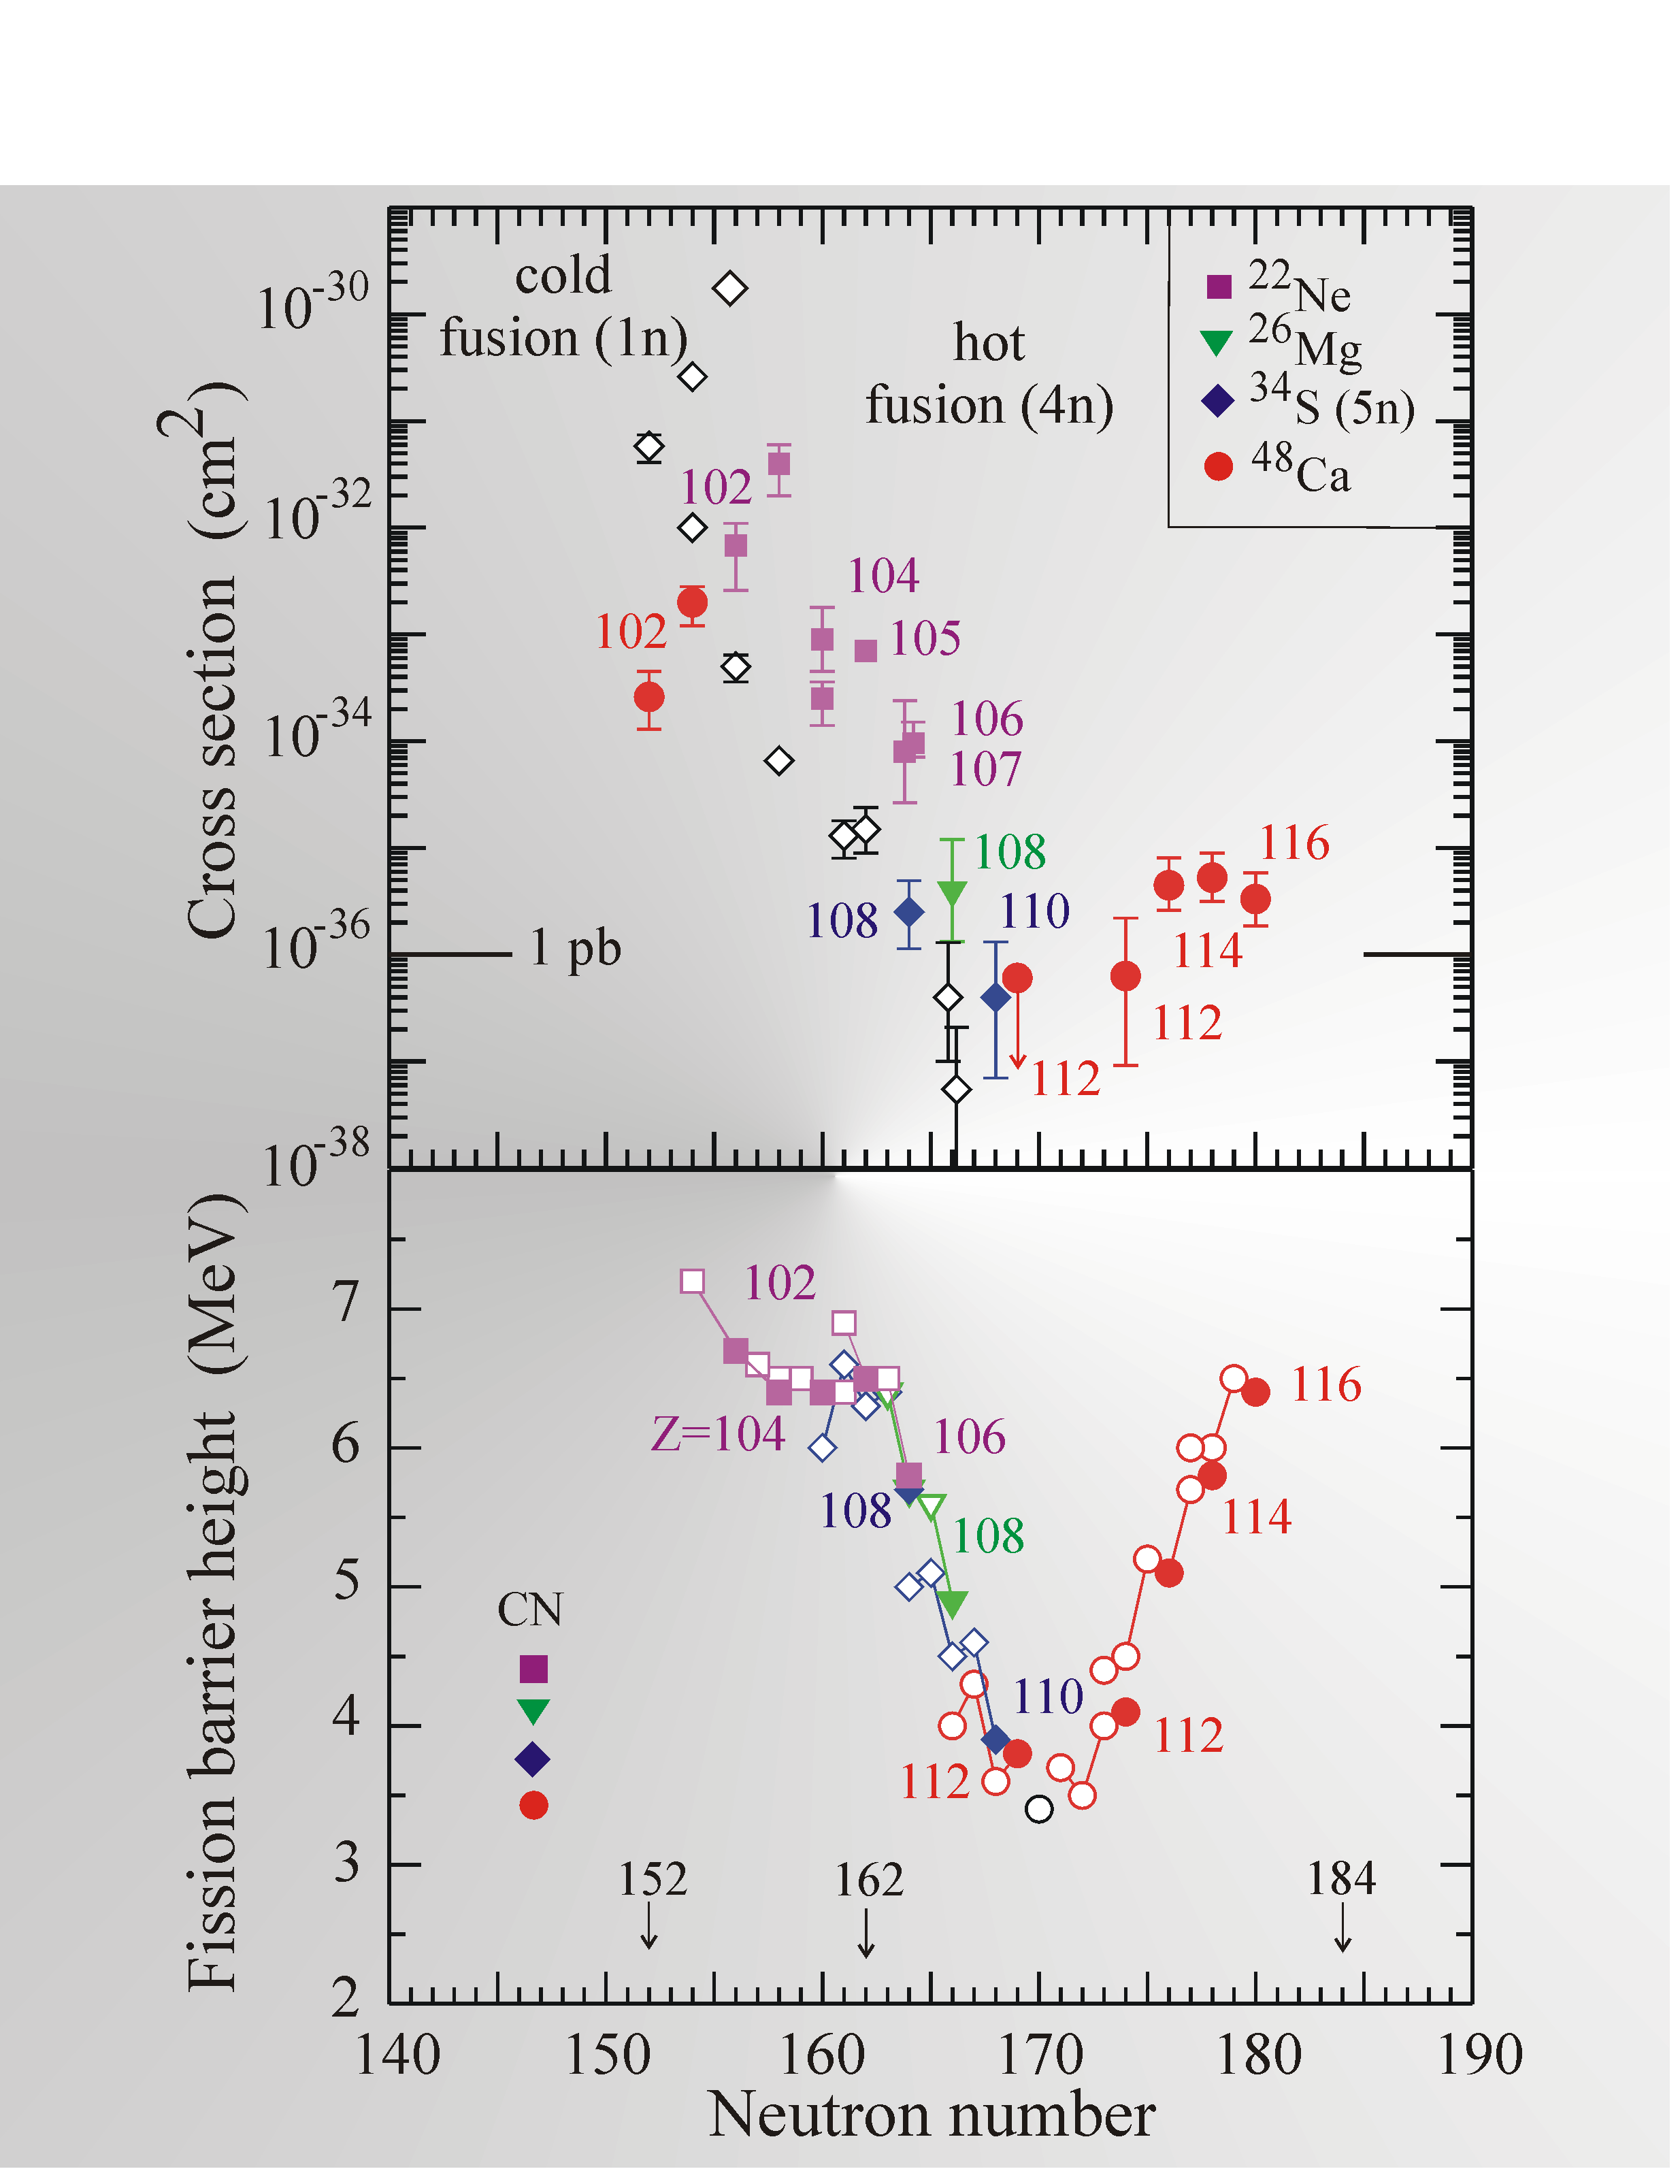 cold
fusion (1n)
hot
fusion (4n)
22Ne
26Mg
34S (5n)
48Ca
Cross section (cm2)
10-30
10-32
10-34
10-36
10-38
1 pb
102
102
104
105
106
107
108
108
110
112
112
114
116
Fission barrier height (MeV)
7
6
5
4
3
2
102
Z=104
106
108
108
110
112
112
114
116
CN
152
162
184
140 150 160 170 180 190
Neutron number